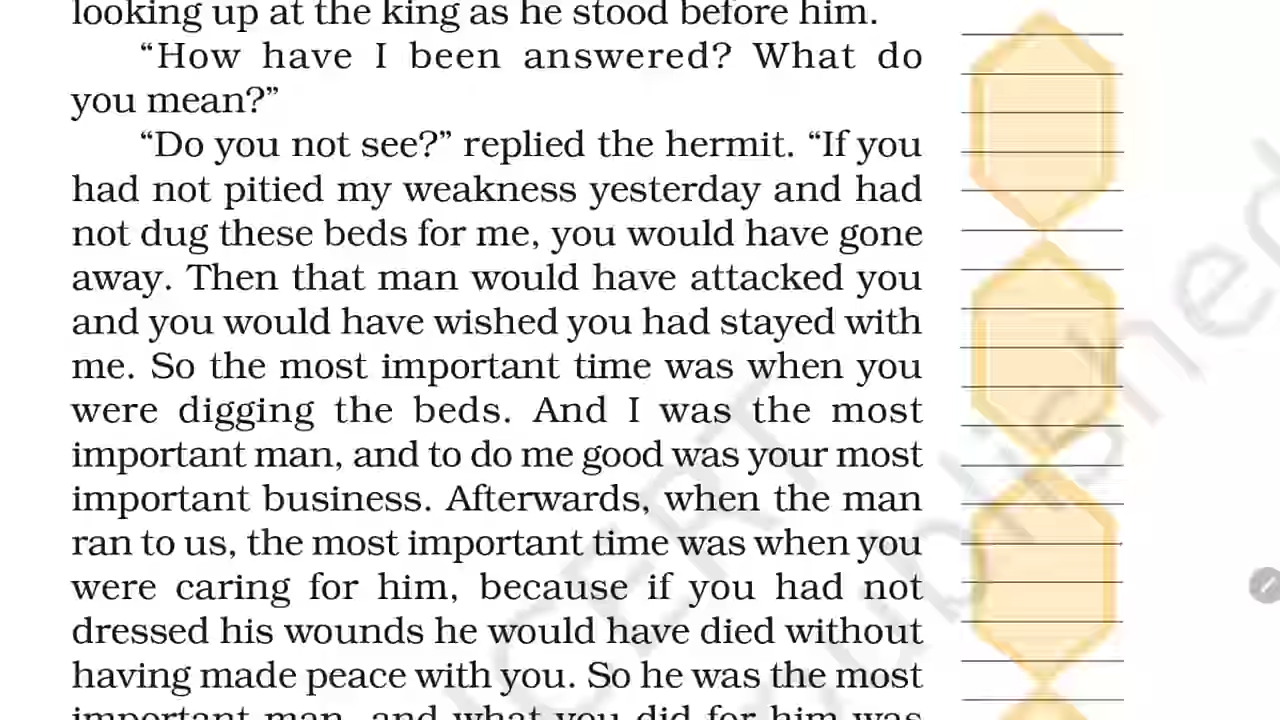 looking up at the king as he stood before him.
“How have I been answered? What do
you mean?”
“Do you not see?” replied the hermit. “If you
had not pitied my weakness yesterday and had
not dug these beds for me, you would have gone
away. Then that man would have attacked you
and you would have wished you had stayed with
me. So the most important time was when you
were digging the beds. And I was the most
important man, and to do me good was your most
important business. Afterwards, when the man
ran to us, the most important time was when you
were caring for him, because if you had not
dressed his wounds he would have died without
having made peace with you. So he was the most
important man, and what you did for him was